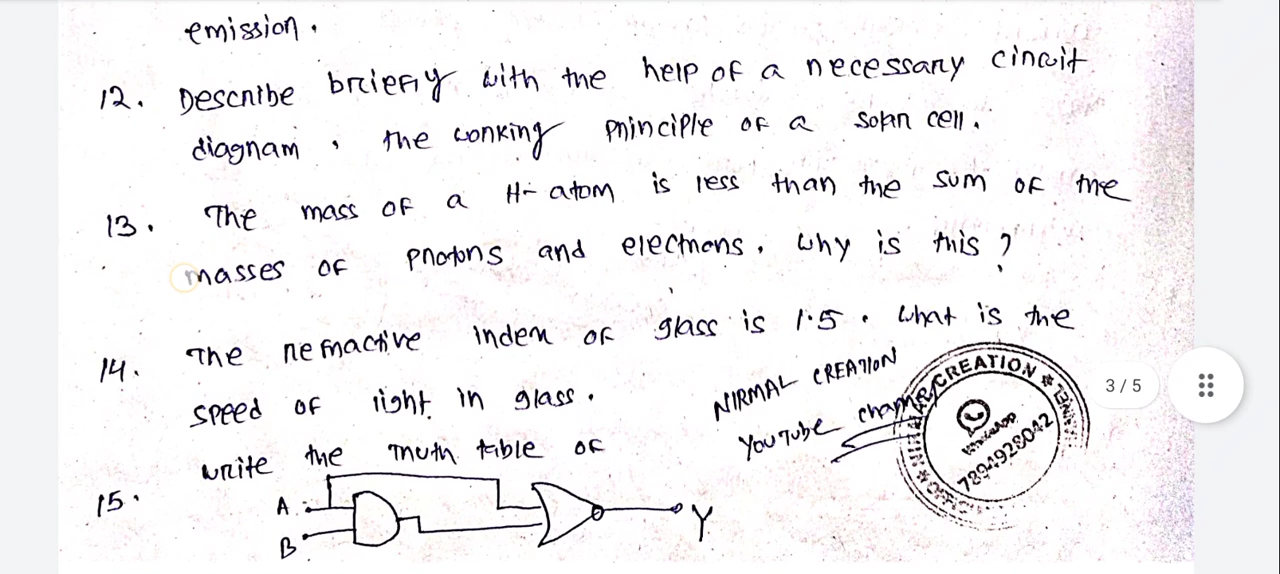 emission.
12. Describe briefly with the help of a necessary circuit
diagram, the working principle of a solar cell.
13. The mass of a H-atom is less than the sum of the
masses of protons and electrons. Why is this ?
14. The refractive index of glass is 1.5. What is the
speed of light in glass.
NIRMAL CREATION
YouTube channel
CREATION
WhatsApp
7894928042
3/5
15. write the truth table of
A
B
Y